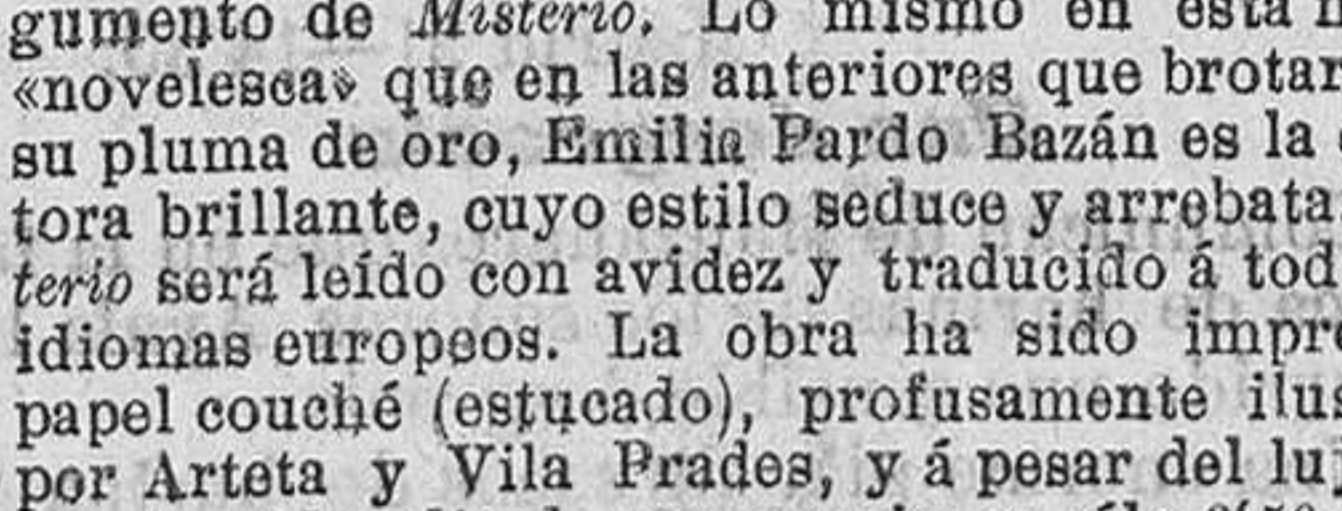 gumento de Misterio. Lo mismo en esta
«novelesca» que en las anteriores que brotar
su pluma de oro, Emilia Pardo Bazán es la
tora brillante, cuyo estilo seduce y arrebata
terio será leído con avidez y traducido á tod
idiomas europeos. La obra ha sido impre
papel couché (estucado), profusamente ilus
por Arteta y Vila Prades, y á pesar del luj